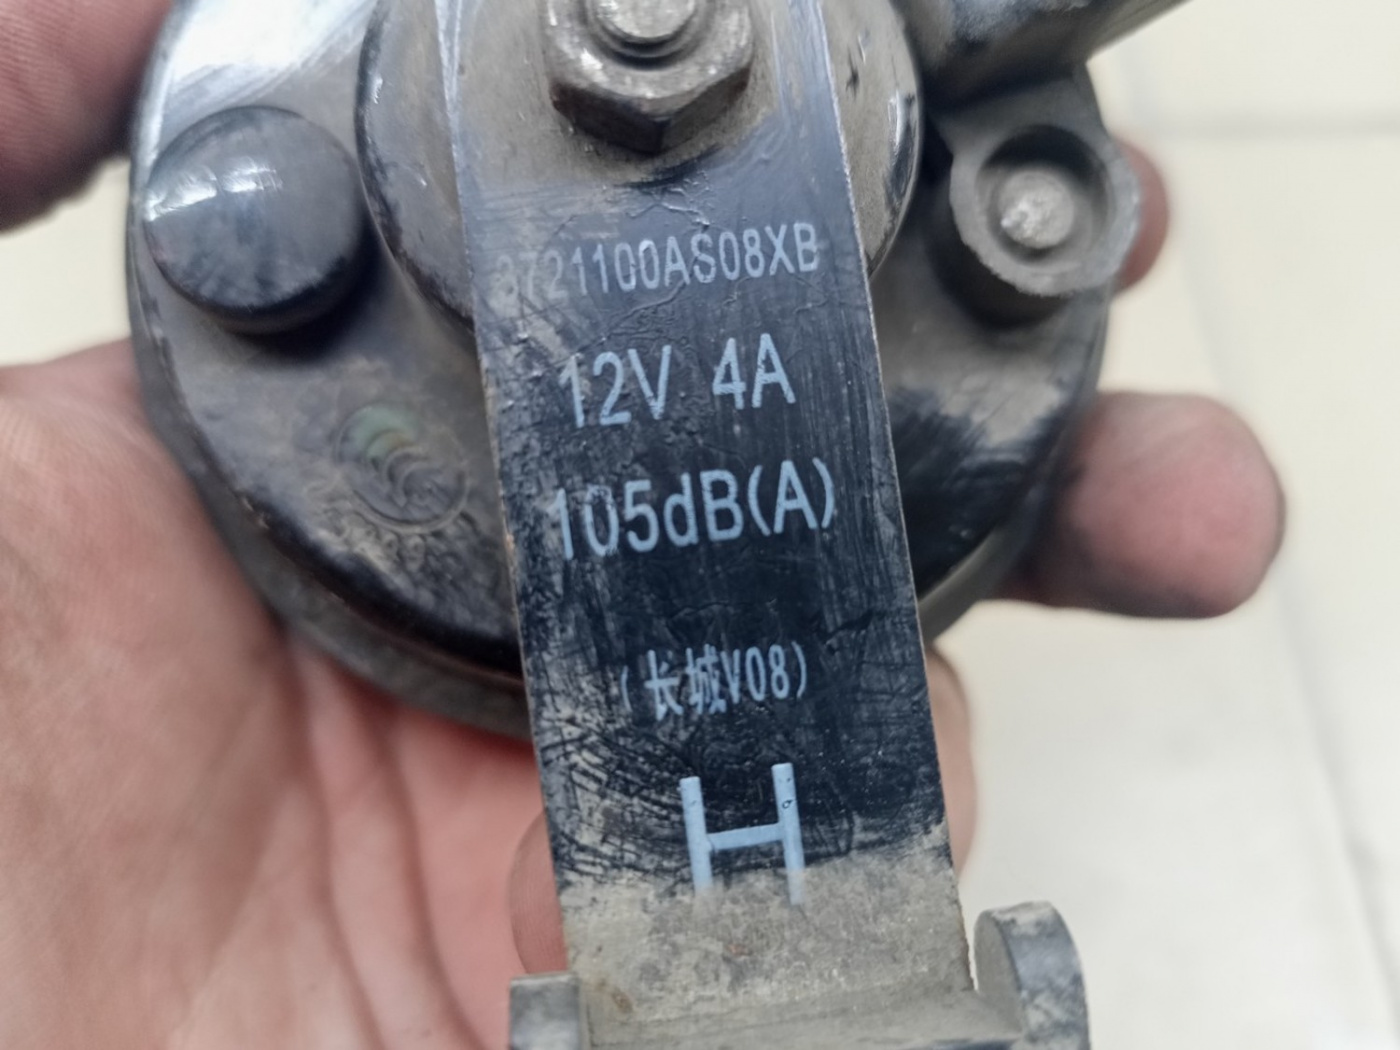 3721100AS08XB
12V 4A
105dB(A)
(长城V08)
H